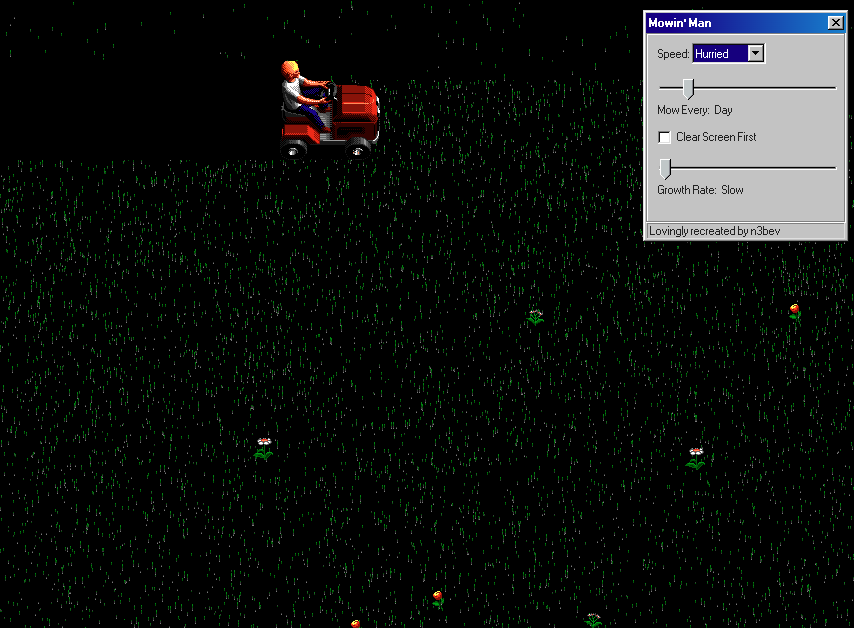 Mowin' Man
Speed: Hurried
Mow Every: Day
Clear Screen First
Growth Rate: Slow
Lovingly recreated by n3bev